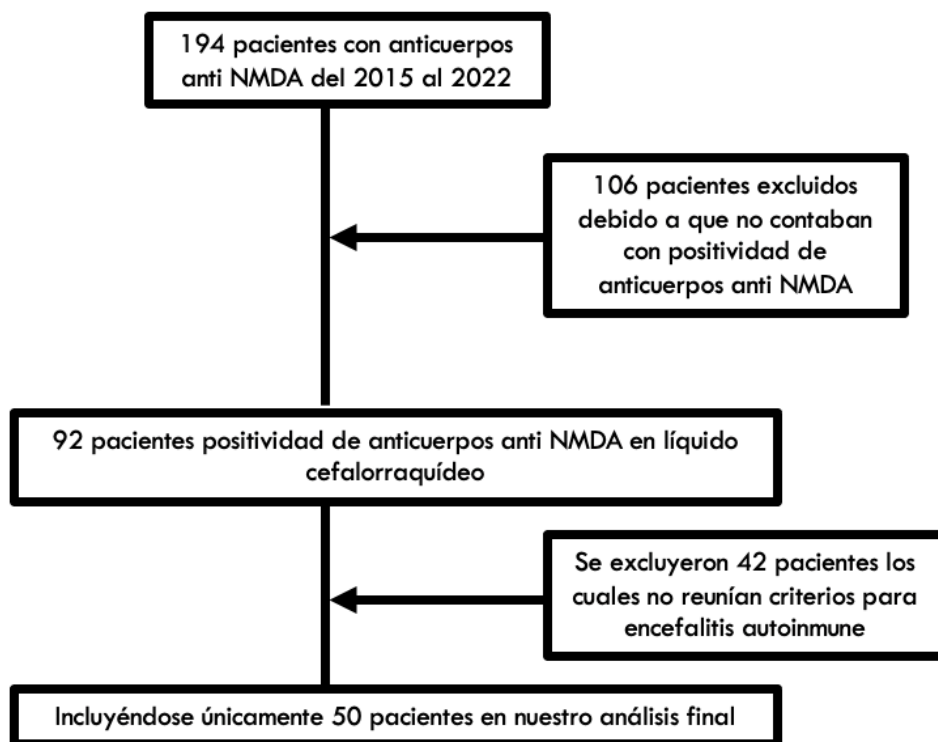 194 pacientes con anticuerpos
anti NMDA del 2015 al 2022
106 pacientes excluidos
debido a que no contaban
con positividad de
anticuerpos anti NMDA
92 pacientes positividad de anticuerpos anti NMDA en líquido
cefalorraquídeo
Se excluyeron 42 pacientes los
cuales no reunían criterios para
encefalitis autoinmune
Incluyéndose únicamente 50 pacientes en nuestro análisis final